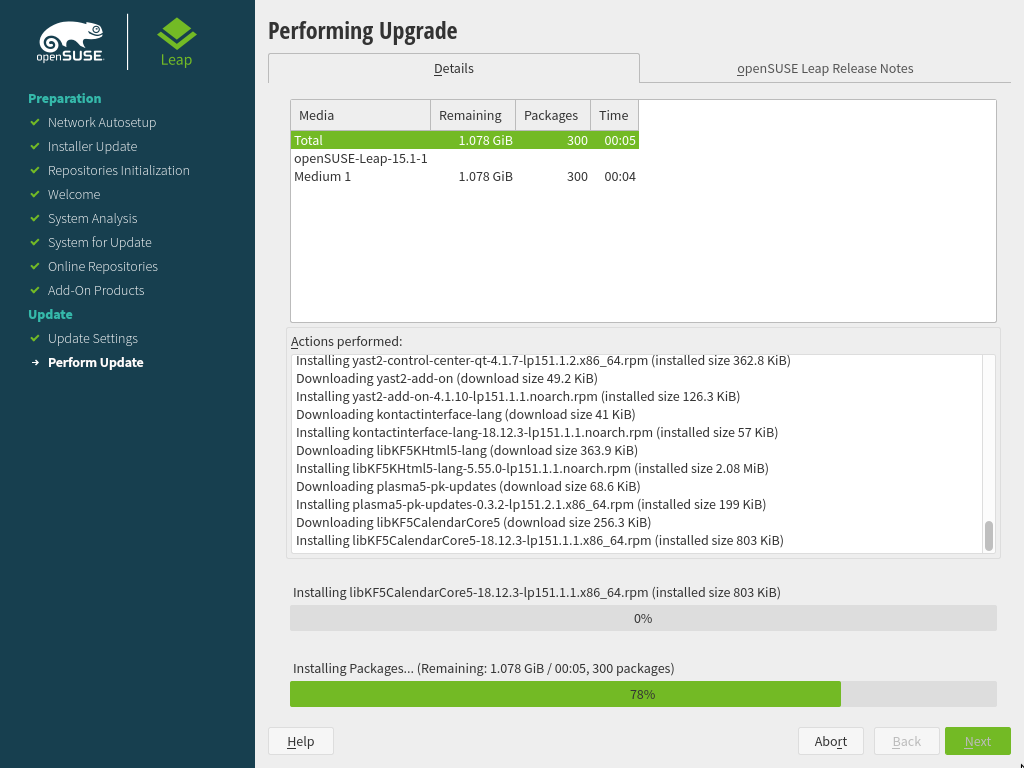 openSUSE
Leap
Preparation
Network Autosetup
Installer Update
Repositories Initialization
Welcome
System Analysis
System for Update
Online Repositories
Add-On Products
Update
Update Settings
Perform Update
Performing Upgrade
Details
openSUSE Leap Release Notes
Media Remaining Packages Time
Total 1.078 GiB 300 00:05
openSUSE-Leap-15.1-1
Medium 1 1.078 GiB 300 00:04
Actions performed:
Installing yast2-control-center-qt-4.1.7-lp151.1.2.x86_64.rpm (installed size 362.8 KiB)
Downloading yast2-add-on (download size 49.2 KiB)
Installing yast2-add-on-4.1.10-lp151.1.1.noarch.rpm (installed size 126.3 KiB)
Downloading kontactinterface-lang (download size 41 KiB)
Installing kontactinterface-lang-18.12.3-lp151.1.1.noarch.rpm (installed size 57 KiB)
Downloading libKF5KHtml5-lang (download size 363.9 KiB)
Installing libKF5KHtml5-lang-5.55.0-lp151.1.1.noarch.rpm (installed size 2.08 MiB)
Downloading plasma5-pk-updates (download size 68.6 KiB)
Installing plasma5-pk-updates-0.3.2-lp151.2.1.x86_64.rpm (installed size 199 KiB)
Downloading libKF5CalendarCore5 (download size 256.3 KiB)
Installing libKF5CalendarCore5-18.12.3-lp151.1.1.x86_64.rpm (installed size 803 KiB)
Installing libKF5CalendarCore5-18.12.3-lp151.1.1.x86_64.rpm (installed size 803 KiB)
0%
Installing Packages... (Remaining: 1.078 GiB / 00:05, 300 packages)
78%
Help
Abort
Back
Next